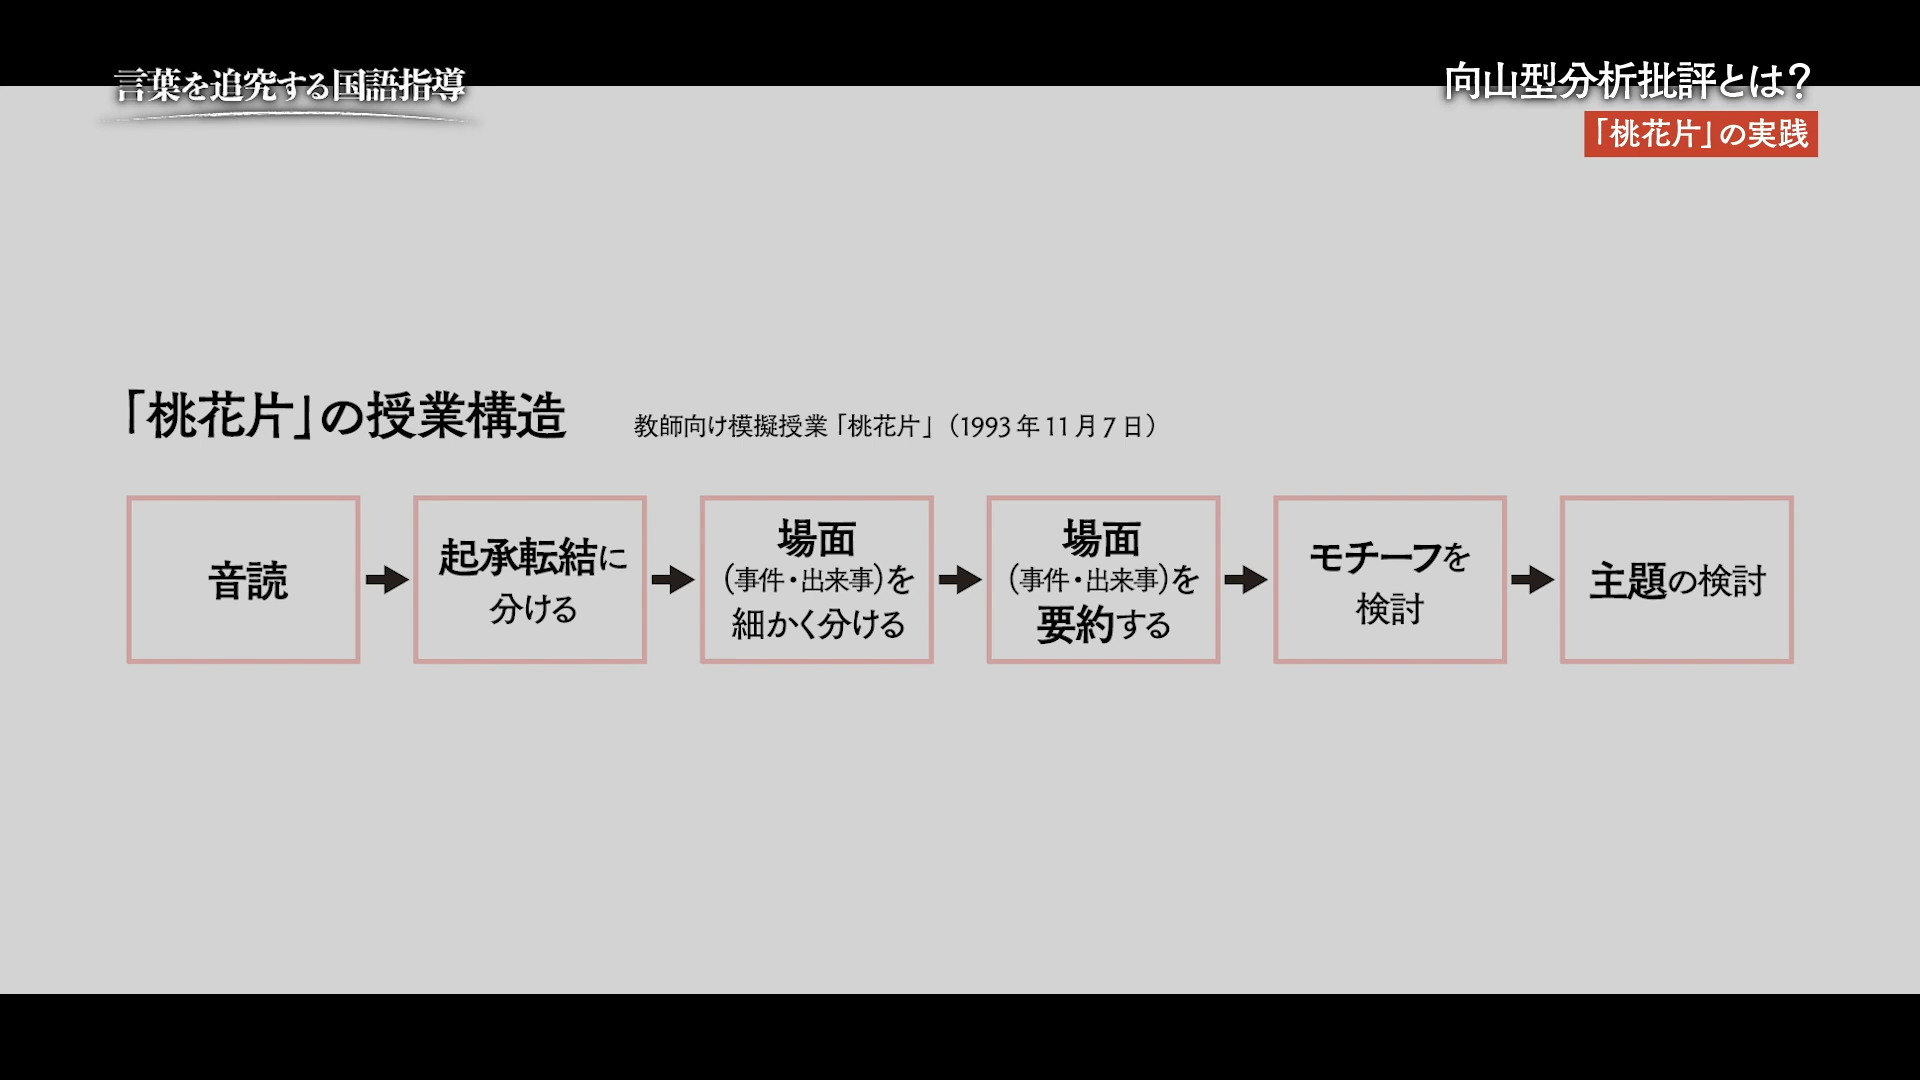 言葉を追究する国語指導
向山型分析批評とは？
「桃花片」の実践
「桃花片」の授業構造
教師向け模擬授業「桃花片」（1993年11月7日）
音読
起承転結に
分ける
場面
（事件・出来事）を
細かく分ける
場面
（事件・出来事）を
要約する
モチーフを
検討
主題の検討